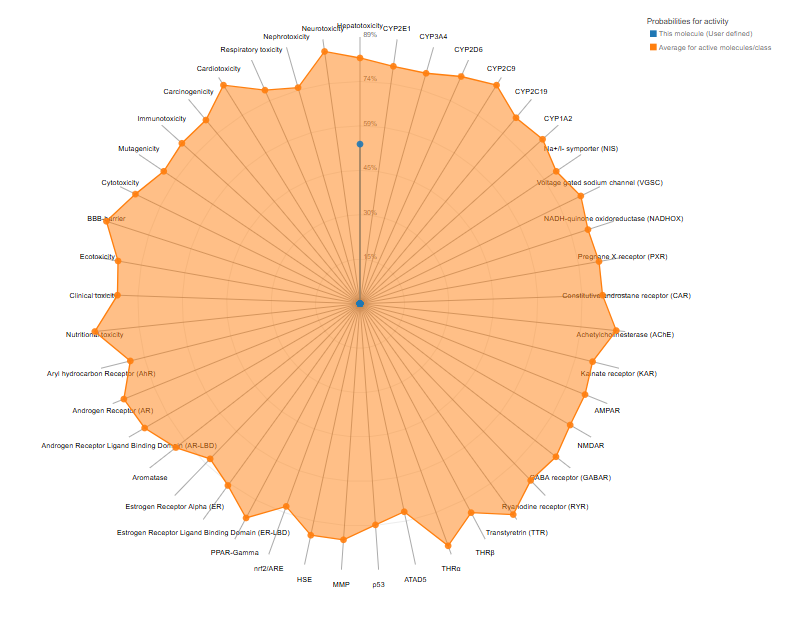 Probabilities for activity
This molecule (User defined)
Average for active molecules/class
Hepatotoxicity
Neurotoxicity
Nephrotoxicity
Respiratory toxicity
Cardiotoxicity
Carcinogenicity
Immunotoxicity
Mutagenicity
Cytotoxicity
BBB-barrier
Ecotoxicity
Clinical toxicity
Nutritional toxicity
Aryl hydrocarbon Receptor (AhR)
Androgen Receptor (AR)
Androgen Receptor Ligand Binding Domain (AR-LBD)
Aromatase
Estrogen Receptor Alpha (ER)
Estrogen Receptor Ligand Binding Domain (ER-LBD)
PPAR-Gamma
nrf2/ARE
HSE
MMP
p53
ATAD5
THRα
THRβ
Transtyretrin (TTR)
Ryanodine receptor (RYR)
GABA receptor (GABAR)
NMDAR
AMPAR
Kainate receptor (KAR)
Achetylcholinesterase (AChE)
Constitutive androstane receptor (CAR)
Pregnane X receptor (PXR)
NADH-quinone oxidoreductase (NADHOX)
Voltage gated sodium channel (VGSC)
Na+/I- symporter (NIS)
CYP1A2
CYP2C19
CYP2C9
CYP2D6
CYP3A4
CYP2E1
89%
74%
59%
45%
30%
15%